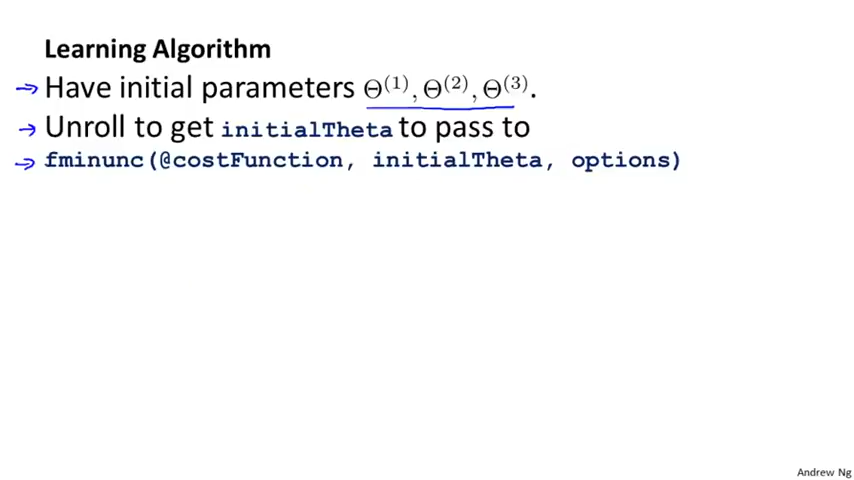 Learning Algorithm
→ Have initial parameters Θ⁽¹⁾, Θ⁽²⁾, Θ⁽³⁾.
→ Unroll to get initialTheta to pass to
→ fminunc(@costFunction, initialTheta, options)
Andrew Ng